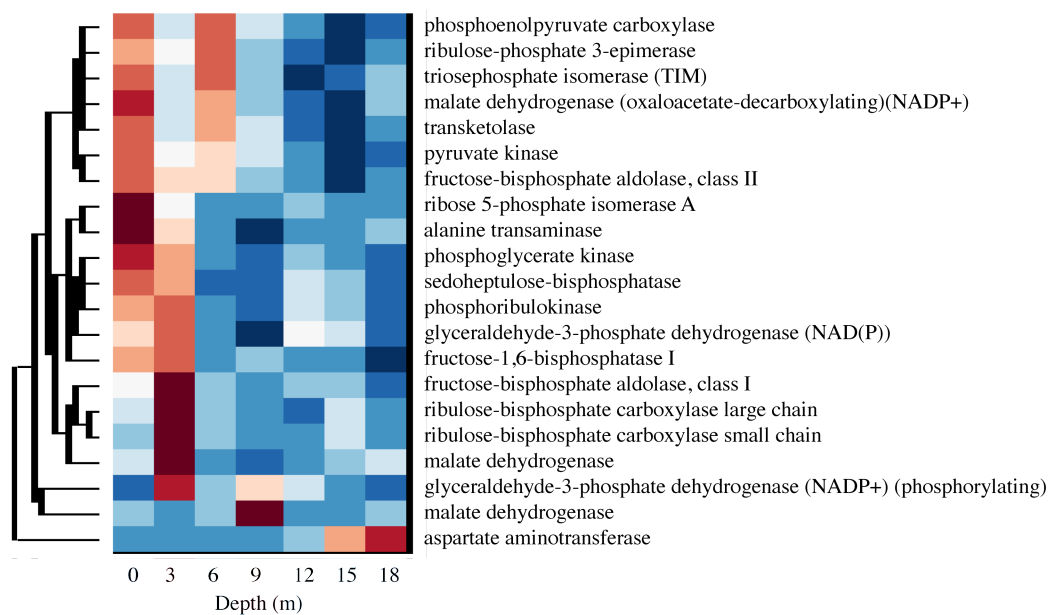 phosphoenolpyruvate carboxylase
ribulose-phosphate 3-epimerase
triosephosphate isomerase (TIM)
malate dehydrogenase (oxaloacetate-decarboxylating)(NADP+)
transketolase
pyruvate kinase
fructose-bisphosphate aldolase, class II
ribose 5-phosphate isomerase A
alanine transaminase
phosphoglycerate kinase
sedoheptulose-bisphosphatase
phosphoribulokinase
glyceraldehyde-3-phosphate dehydrogenase (NAD(P))
fructose-1,6-bisphosphatase I
fructose-bisphosphate aldolase, class I
ribulose-bisphosphate carboxylase large chain
ribulose-bisphosphate carboxylase small chain
malate dehydrogenase
glyceraldehyde-3-phosphate dehydrogenase (NADP+) (phosphorylating)
malate dehydrogenase
aspartate aminotransferase
0 3 6 9 12 15 18
Depth (m)